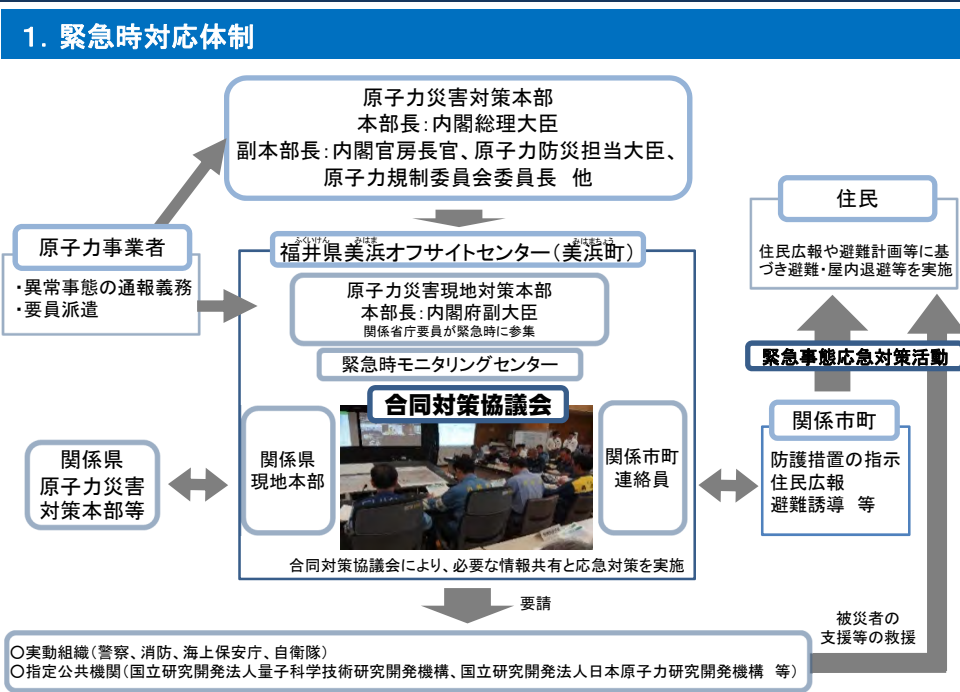 1. 緊急時対応体制
原子力災害対策本部
本部長:内閣総理大臣
副本部長:内閣官房長官、原子力防災担当大臣、
原子力規制委員会委員長 他
原子力事業者
・異常事態の通報義務
・要員派遣
ふくいけん みはま みはまちょう
福井県美浜オフサイトセンター(美浜町)
原子力災害現地対策本部
本部長:内閣府副大臣
関係省庁要員が緊急時に参集
緊急時モニタリングセンター
合同対策協議会
関係県
現地本部
関係市町
連絡員
合同対策協議会により、必要な情報共有と応急対策を実施
関係県
原子力災害
対策本部等
住民
住民広報や避難計画等に基
づき避難・屋内退避等を実施
緊急事態応急対策活動
関係市町
防護措置の指示
住民広報
避難誘導 等
要請
被災者の
支援等の救援
○実動組織(警察、消防、海上保安庁、自衛隊)
○指定公共機関(国立研究開発法人量子科学技術研究開発機構、国立研究開発法人日本原子力研究開発機構 等)